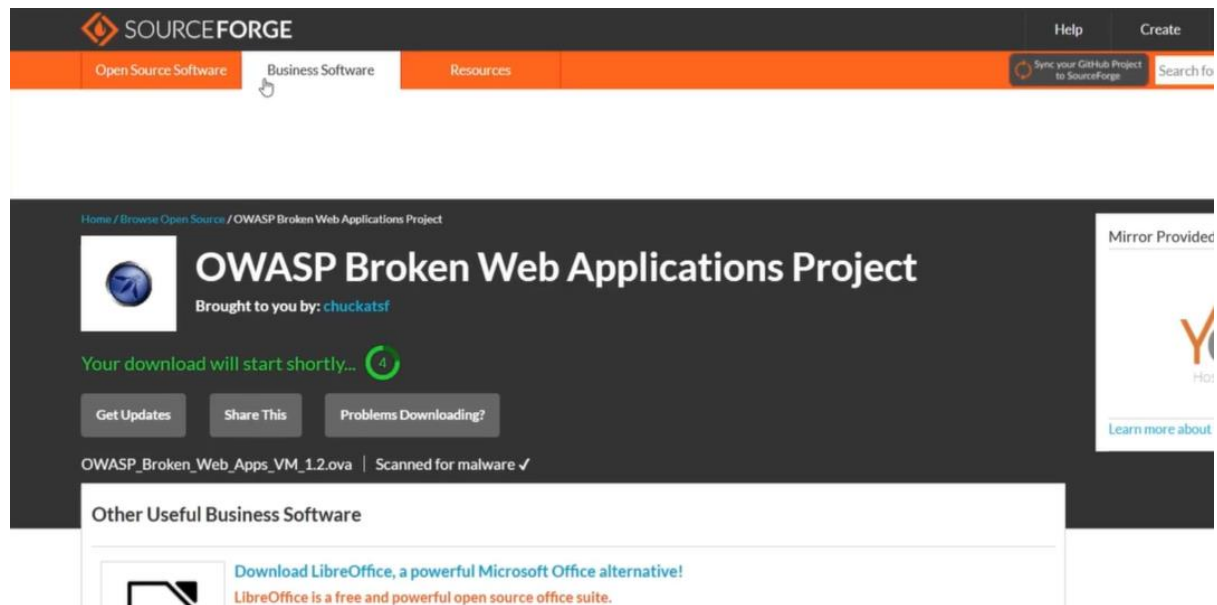 SOURCEFORGE
Help
Create
Open Source Software
Business Software
Resources
Sync your GitHub Project
to SourceForge
Search fo
Home / Browse Open Source / OWASP Broken Web Applications Project
OWASP Broken Web Applications Project
Brought to you by: chuckatsf
Mirror Provided
Your download will start shortly... 4
Hos
Get Updates
Share This
Problems Downloading?
Learn more about
OWASP_Broken_Web_Apps_VM_1.2.ova | Scanned for malware ✓
Other Useful Business Software
Download LibreOffice, a powerful Microsoft Office alternative!
LibreOffice is a free and powerful open source office suite.